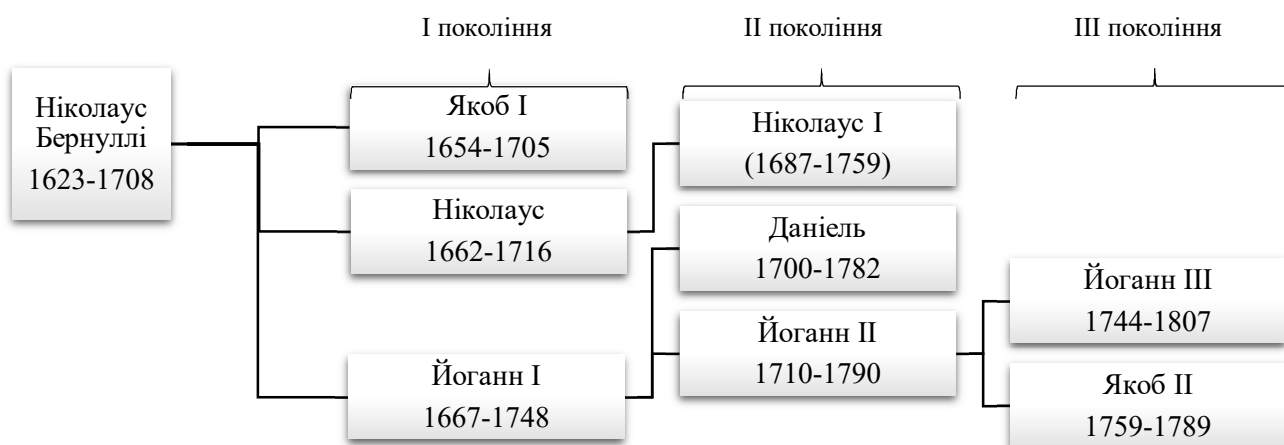 І покоління
ІІ покоління
ІІІ покоління
Ніколаус
Бернуллі
1623-1708
Якоб І
1654-1705
Ніколаус
1662-1716
Йоганн І
1667-1748
Ніколаус І
(1687-1759)
Даніель
1700-1782
Йоганн ІІ
1710-1790
Йоганн ІІІ
1744-1807
Якоб ІІ
1759-1789